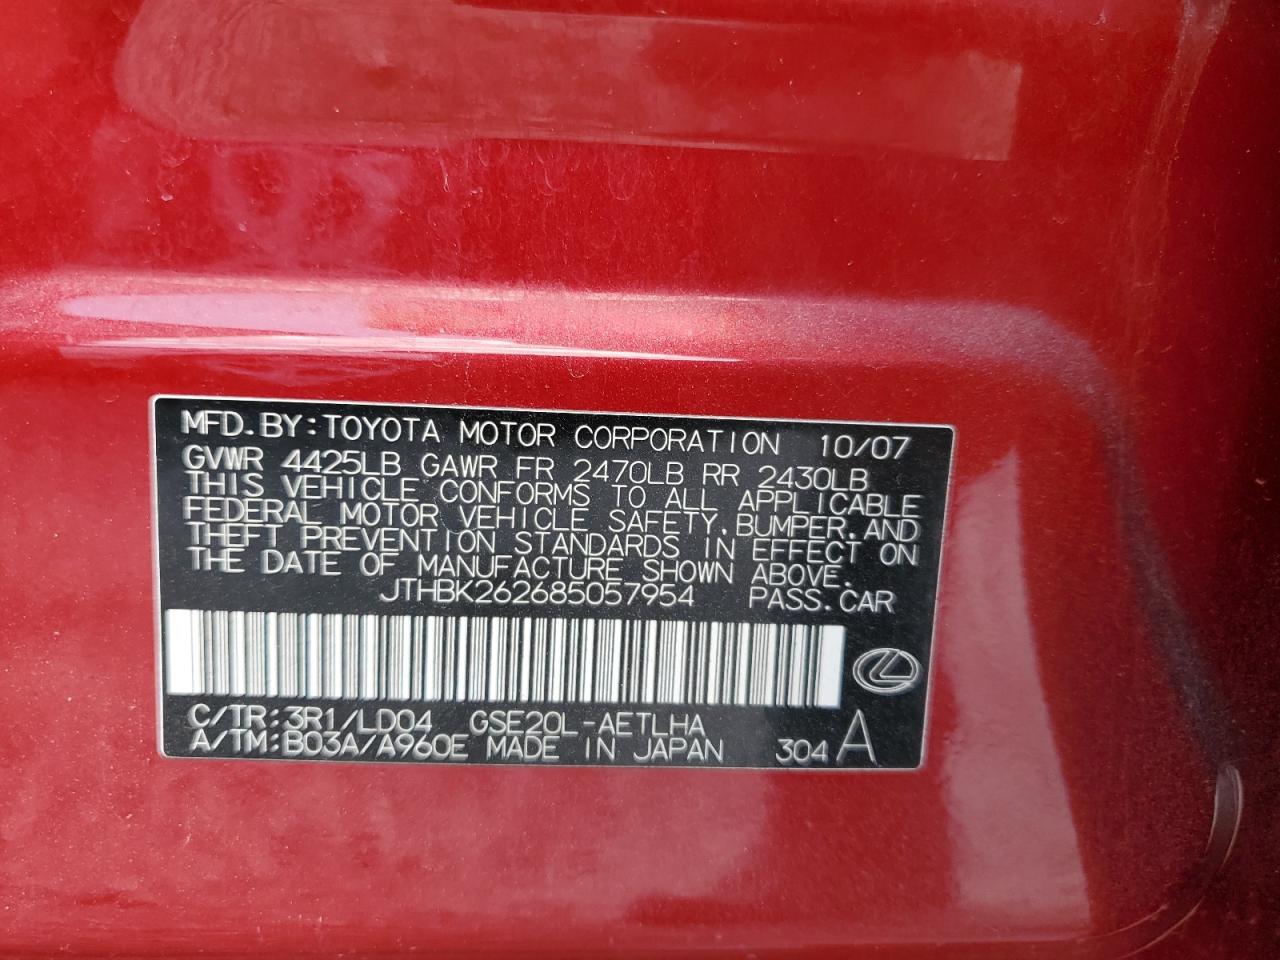 MFD. BY: TOYOTA MOTOR CORPORATION 10/07
GVWR 4425LB GAWR FR 2470LB RR 2430LB
THIS VEHICLE CONFORMS TO ALL APPLICABLE
FEDERAL MOTOR VEHICLE SAFETY, BUMPER, AND
THEFT PREVENTION STANDARDS IN EFFECT ON
THE DATE OF MANUFACTURE SHOWN ABOVE.
JTHBK262685057954 PASS. CAR
C/TR: 3R1/LD04 GSE20L-AETLHA
A/TM: B03A/A960E MADE IN JAPAN 304 A